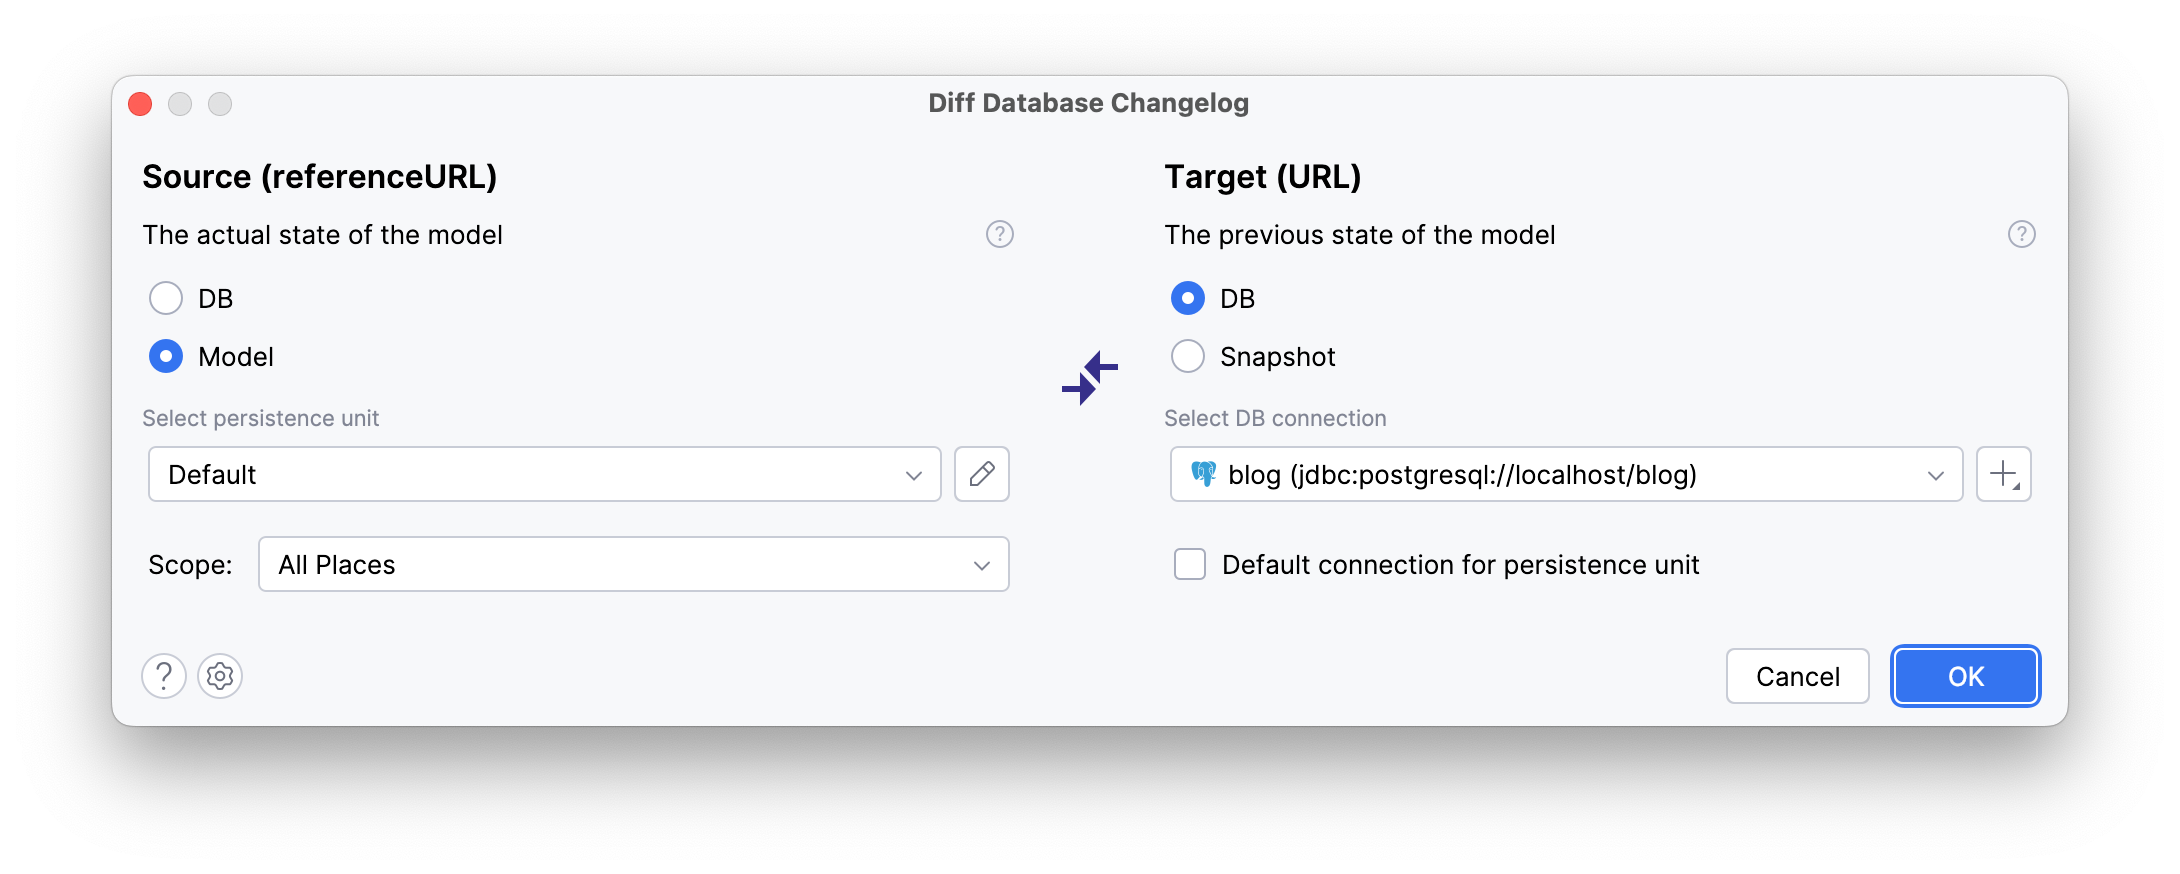 Diff Database Changelog
Source (referenceURL)
The actual state of the model
?
DB
Model
Select persistence unit
Default
Scope: All Places
Target (URL)
The previous state of the model
?
DB
Snapshot
Select DB connection
blog (jdbc:postgresql://localhost/blog)
Default connection for persistence unit
?
Cancel
OK